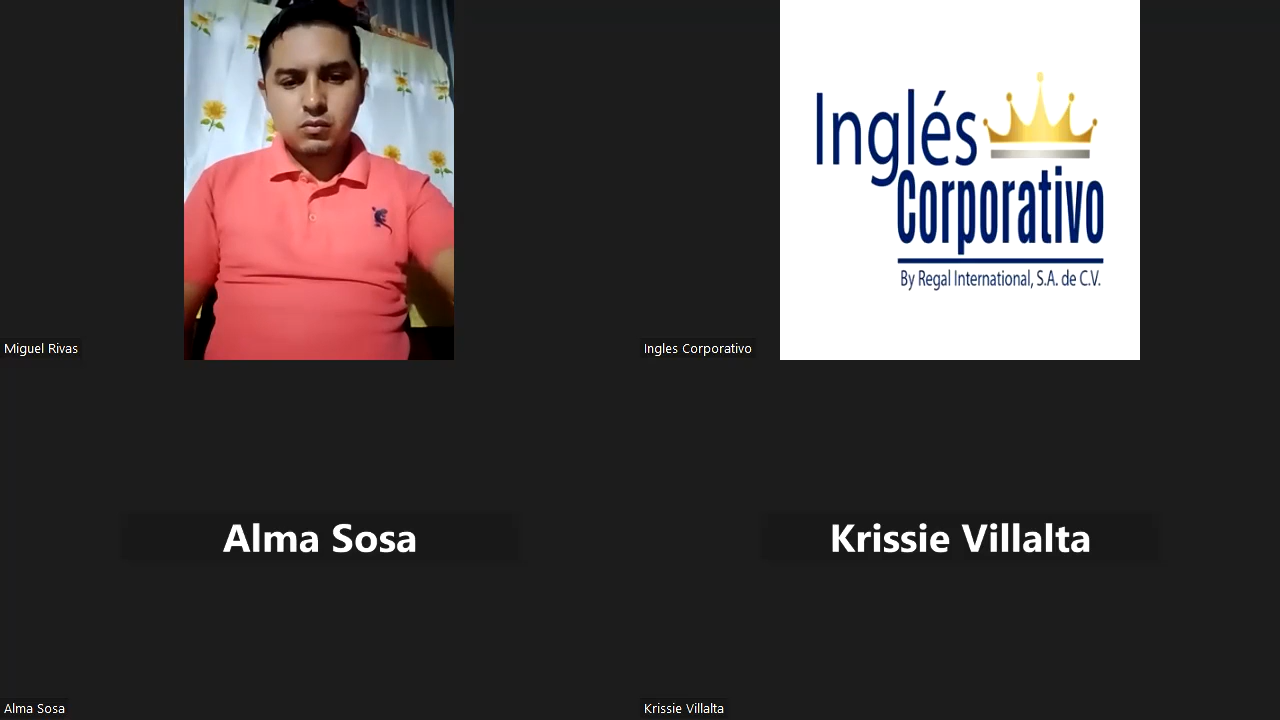 Inglés
Corporativo
By Regal International, S.A. de C.V.
Miguel Rivas
Ingles Corporativo
Alma Sosa
Krissie Villalta
Alma Sosa
Krissie Villalta